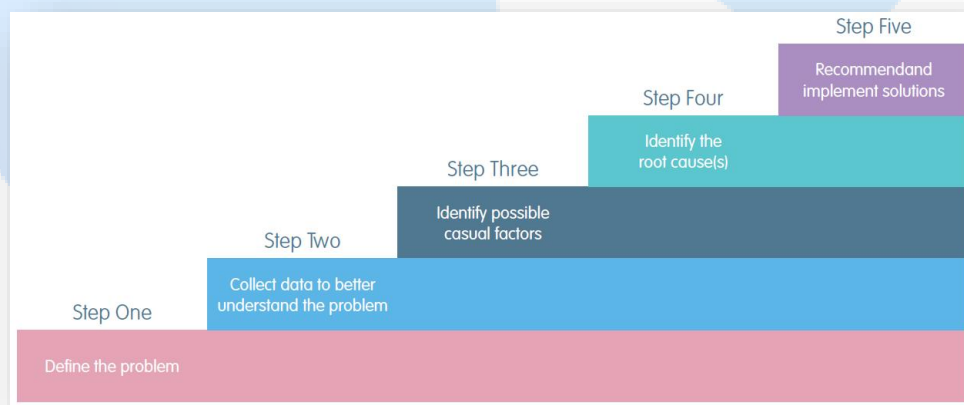 Step One
Define the problem
Step Two
Collect data to better
understand the problem
Step Three
Identify possible
casual factors
Step Four
Identify the
root cause(s)
Step Five
Recommendand
implement solutions